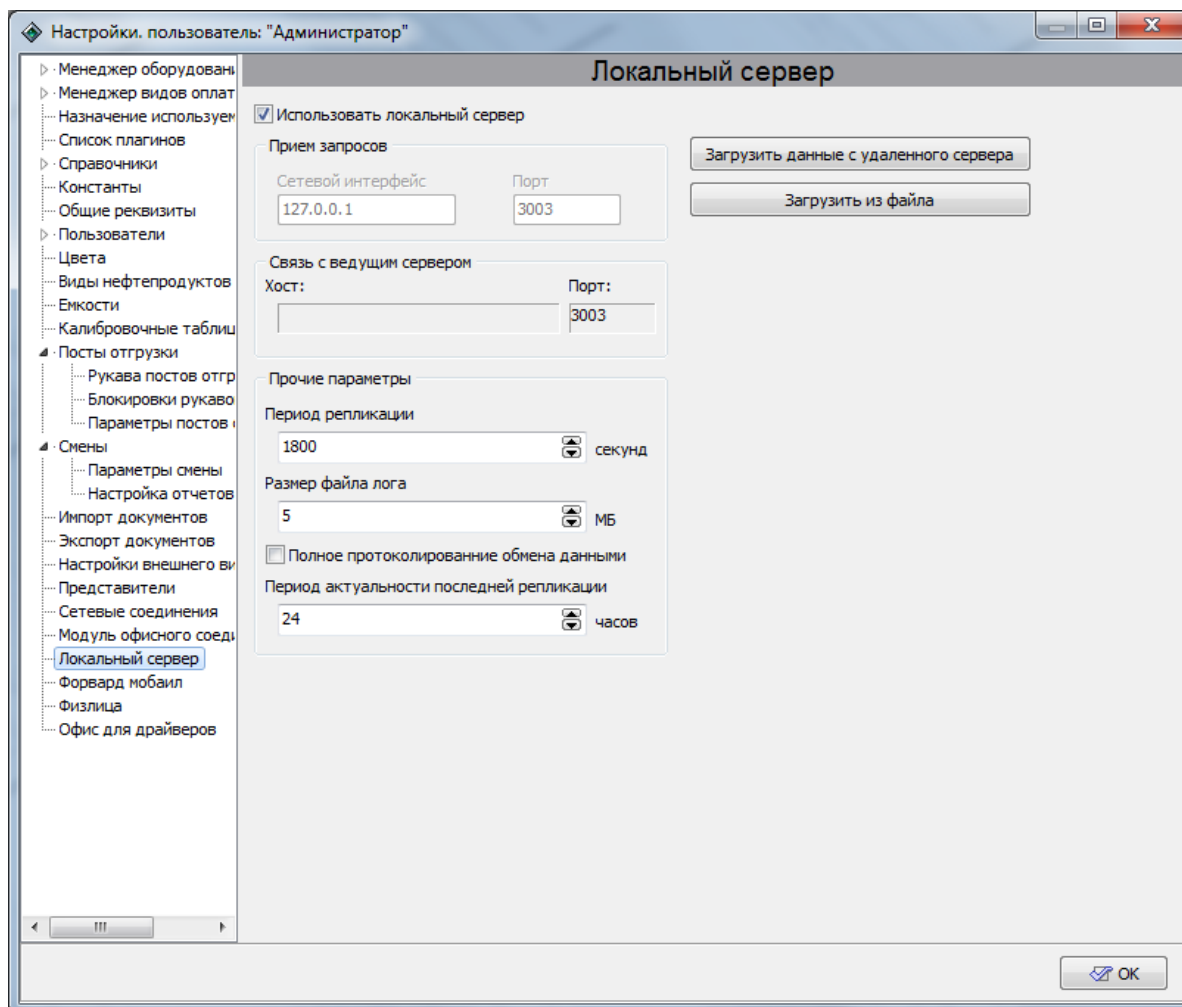 Настройки. пользователь: "Администратор"
Менеджер оборудовані
Менеджер видов оплат
Назначение используем
Список плагинов
Справочники
Константы
Общие реквизиты
Пользователи
Цвета
Виды нефтепродуктов
Емкости
Калибровочные таблиц
Посты отгрузки
Рукава постов отгр
Блокировки рукаво
Параметры постов
Смены
Параметры смены
Настройка отчетов
Импорт документов
Экспорт документов
Настройки внешнего ви
Представители
Сетевые соединения
Модуль офисного соеди
Локальный сервер
Форвард мобаил
Физлица
Офис для драйверов
Локальный сервер
Использовать локальный сервер
Прием запросов
Сетевой интерфейс Порт
127.0.0.1 3003
Загрузить данные с удаленного сервера
Загрузить из файла
Связь с ведущим сервером
Хост: Порт:
3003
Прочие параметры
Период репликации
1800 секунд
Размер файла лога
5 МБ
Полное протоколированние обмена данными
Период актуальности последней репликации
24 часов
OK